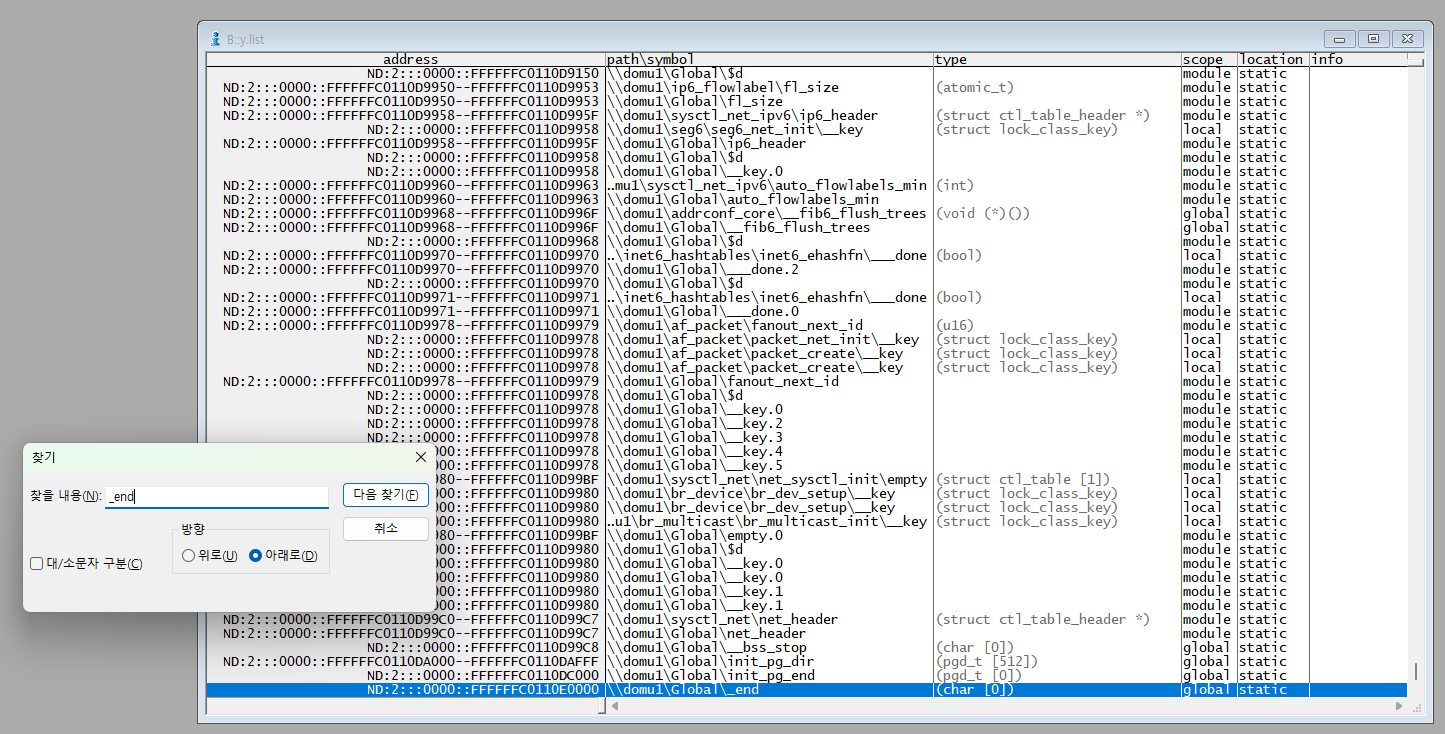 B::y.list
address path\symbol type scope location info
ND:2:::0000::FFFFFFC0110D9150 \\domu1\Global\$d module static
ND:2:::0000::FFFFFFC0110D9950--FFFFFFC0110D9953 \\domu1\ip6_flowlabel\fl_size (atomic_t) module static
ND:2:::0000::FFFFFFC0110D9950--FFFFFFC0110D9953 \\domu1\Global\fl_size module static
ND:2:::0000::FFFFFFC0110D9958--FFFFFFC0110D995F \\domu1\sysctl_net_ipv6\ip6_header (struct ctl_table_header *) module static
ND:2:::0000::FFFFFFC0110D9958 \\domu1\seg6\seg6_net_init\__key (struct lock_class_key) local static
ND:2:::0000::FFFFFFC0110D9958--FFFFFFC0110D995F \\domu1\Global\ip6_header module static
ND:2:::0000::FFFFFFC0110D9958 \\domu1\Global\$d module static
ND:2:::0000::FFFFFFC0110D9958 \\domu1\Global\__key.0 module static
ND:2:::0000::FFFFFFC0110D9960--FFFFFFC0110D9963 ..mu1\sysctl_net_ipv6\auto_flowlabels_min (int) module static
ND:2:::0000::FFFFFFC0110D9960--FFFFFFC0110D9963 \\domu1\Global\auto_flowlabels_min module static
ND:2:::0000::FFFFFFC0110D9968--FFFFFFC0110D996F \\domu1\addrconf_core\__fib6_flush_trees (void (*)()) global static
ND:2:::0000::FFFFFFC0110D9968--FFFFFFC0110D996F \\domu1\Global\__fib6_flush_trees global static
ND:2:::0000::FFFFFFC0110D9968 \\domu1\Global\$d module static
ND:2:::0000::FFFFFFC0110D9970--FFFFFFC0110D9970 ..\inet6_hashtables\inet6_ehashfn\___done (bool) local static
ND:2:::0000::FFFFFFC0110D9970--FFFFFFC0110D9970 \\domu1\Global\___done.2 module static
ND:2:::0000::FFFFFFC0110D9970 \\domu1\Global\$d module static
ND:2:::0000::FFFFFFC0110D9971--FFFFFFC0110D9971 ..\inet6_hashtables\inet6_ehashfn\___done (bool) local static
ND:2:::0000::FFFFFFC0110D9971--FFFFFFC0110D9971 \\domu1\Global\___done.0 module static
ND:2:::0000::FFFFFFC0110D9978--FFFFFFC0110D9979 \\domu1\af_packet\fanout_next_id (u16) module static
ND:2:::0000::FFFFFFC0110D9978 \\domu1\af_packet\packet_net_init\__key (struct lock_class_key) local static
ND:2:::0000::FFFFFFC0110D9978 \\domu1\af_packet\packet_create\__key (struct lock_class_key) local static
ND:2:::0000::FFFFFFC0110D9978 \\domu1\af_packet\packet_create\__key (struct lock_class_key) local static
ND:2:::0000::FFFFFFC0110D9978--FFFFFFC0110D9979 \\domu1\Global\fanout_next_id module static
ND:2:::0000::FFFFFFC0110D9978 \\domu1\Global\$d module static
ND:2:::0000::FFFFFFC0110D9978 \\domu1\Global\__key.0 module static
ND:2:::0000::FFFFFFC0110D9978 \\domu1\Global\__key.2 module static
ND:2:::0000::FFFFFFC0110D9978 \\domu1\Global\__key.3 module static
D9978 \\domu1\Global\__key.4 module static
D9978 \\domu1\Global\__key.5 module static
980--FFFFFFC0110D99BF \\domu1\sysctl_net\net_sysctl_init\empty (struct ctl_table [1]) local static
D9980 \\domu1\br_device\br_dev_setup\__key (struct lock_class_key) local static
D9980 \\domu1\br_device\br_dev_setup\__key (struct lock_class_key) local static
D9980 ..u1\br_multicast\br_multicast_init\__key (struct lock_class_key) local static
980--FFFFFFC0110D99BF \\domu1\Global\empty.0 module static
D9980 \\domu1\Global\$d module static
D9980 \\domu1\Global\__key.0 module static
D9980 \\domu1\Global\__key.0 module static
D9980 \\domu1\Global\__key.1 module static
D9980 \\domu1\Global\__key.1 module static
ND:2:::0000::FFFFFFC0110D99C0--FFFFFFC0110D99C7 \\domu1\sysctl_net\net_header (struct ctl_table_header *) module static
ND:2:::0000::FFFFFFC0110D99C0--FFFFFFC0110D99C7 \\domu1\Global\net_header module static
ND:2:::0000::FFFFFFC0110D99C8 \\domu1\Global\__bss_stop (char [0]) global static
ND:2:::0000::FFFFFFC0110DA000--FFFFFFC0110DAFFF \\domu1\Global\init_pg_dir (pgd_t [512]) global static
ND:2:::0000::FFFFFFC0110DC000 \\domu1\Global\init_pg_end (pgd_t [0]) global static
ND:2:::0000::FFFFFFC0110E0000 \\domu1\Global\_end (char [0]) global static
찾기
찾을 내용(N): _end 다음 찾기(F)
방향 취소
대/소문자 구분(C) 위로(U) 아래로(D)